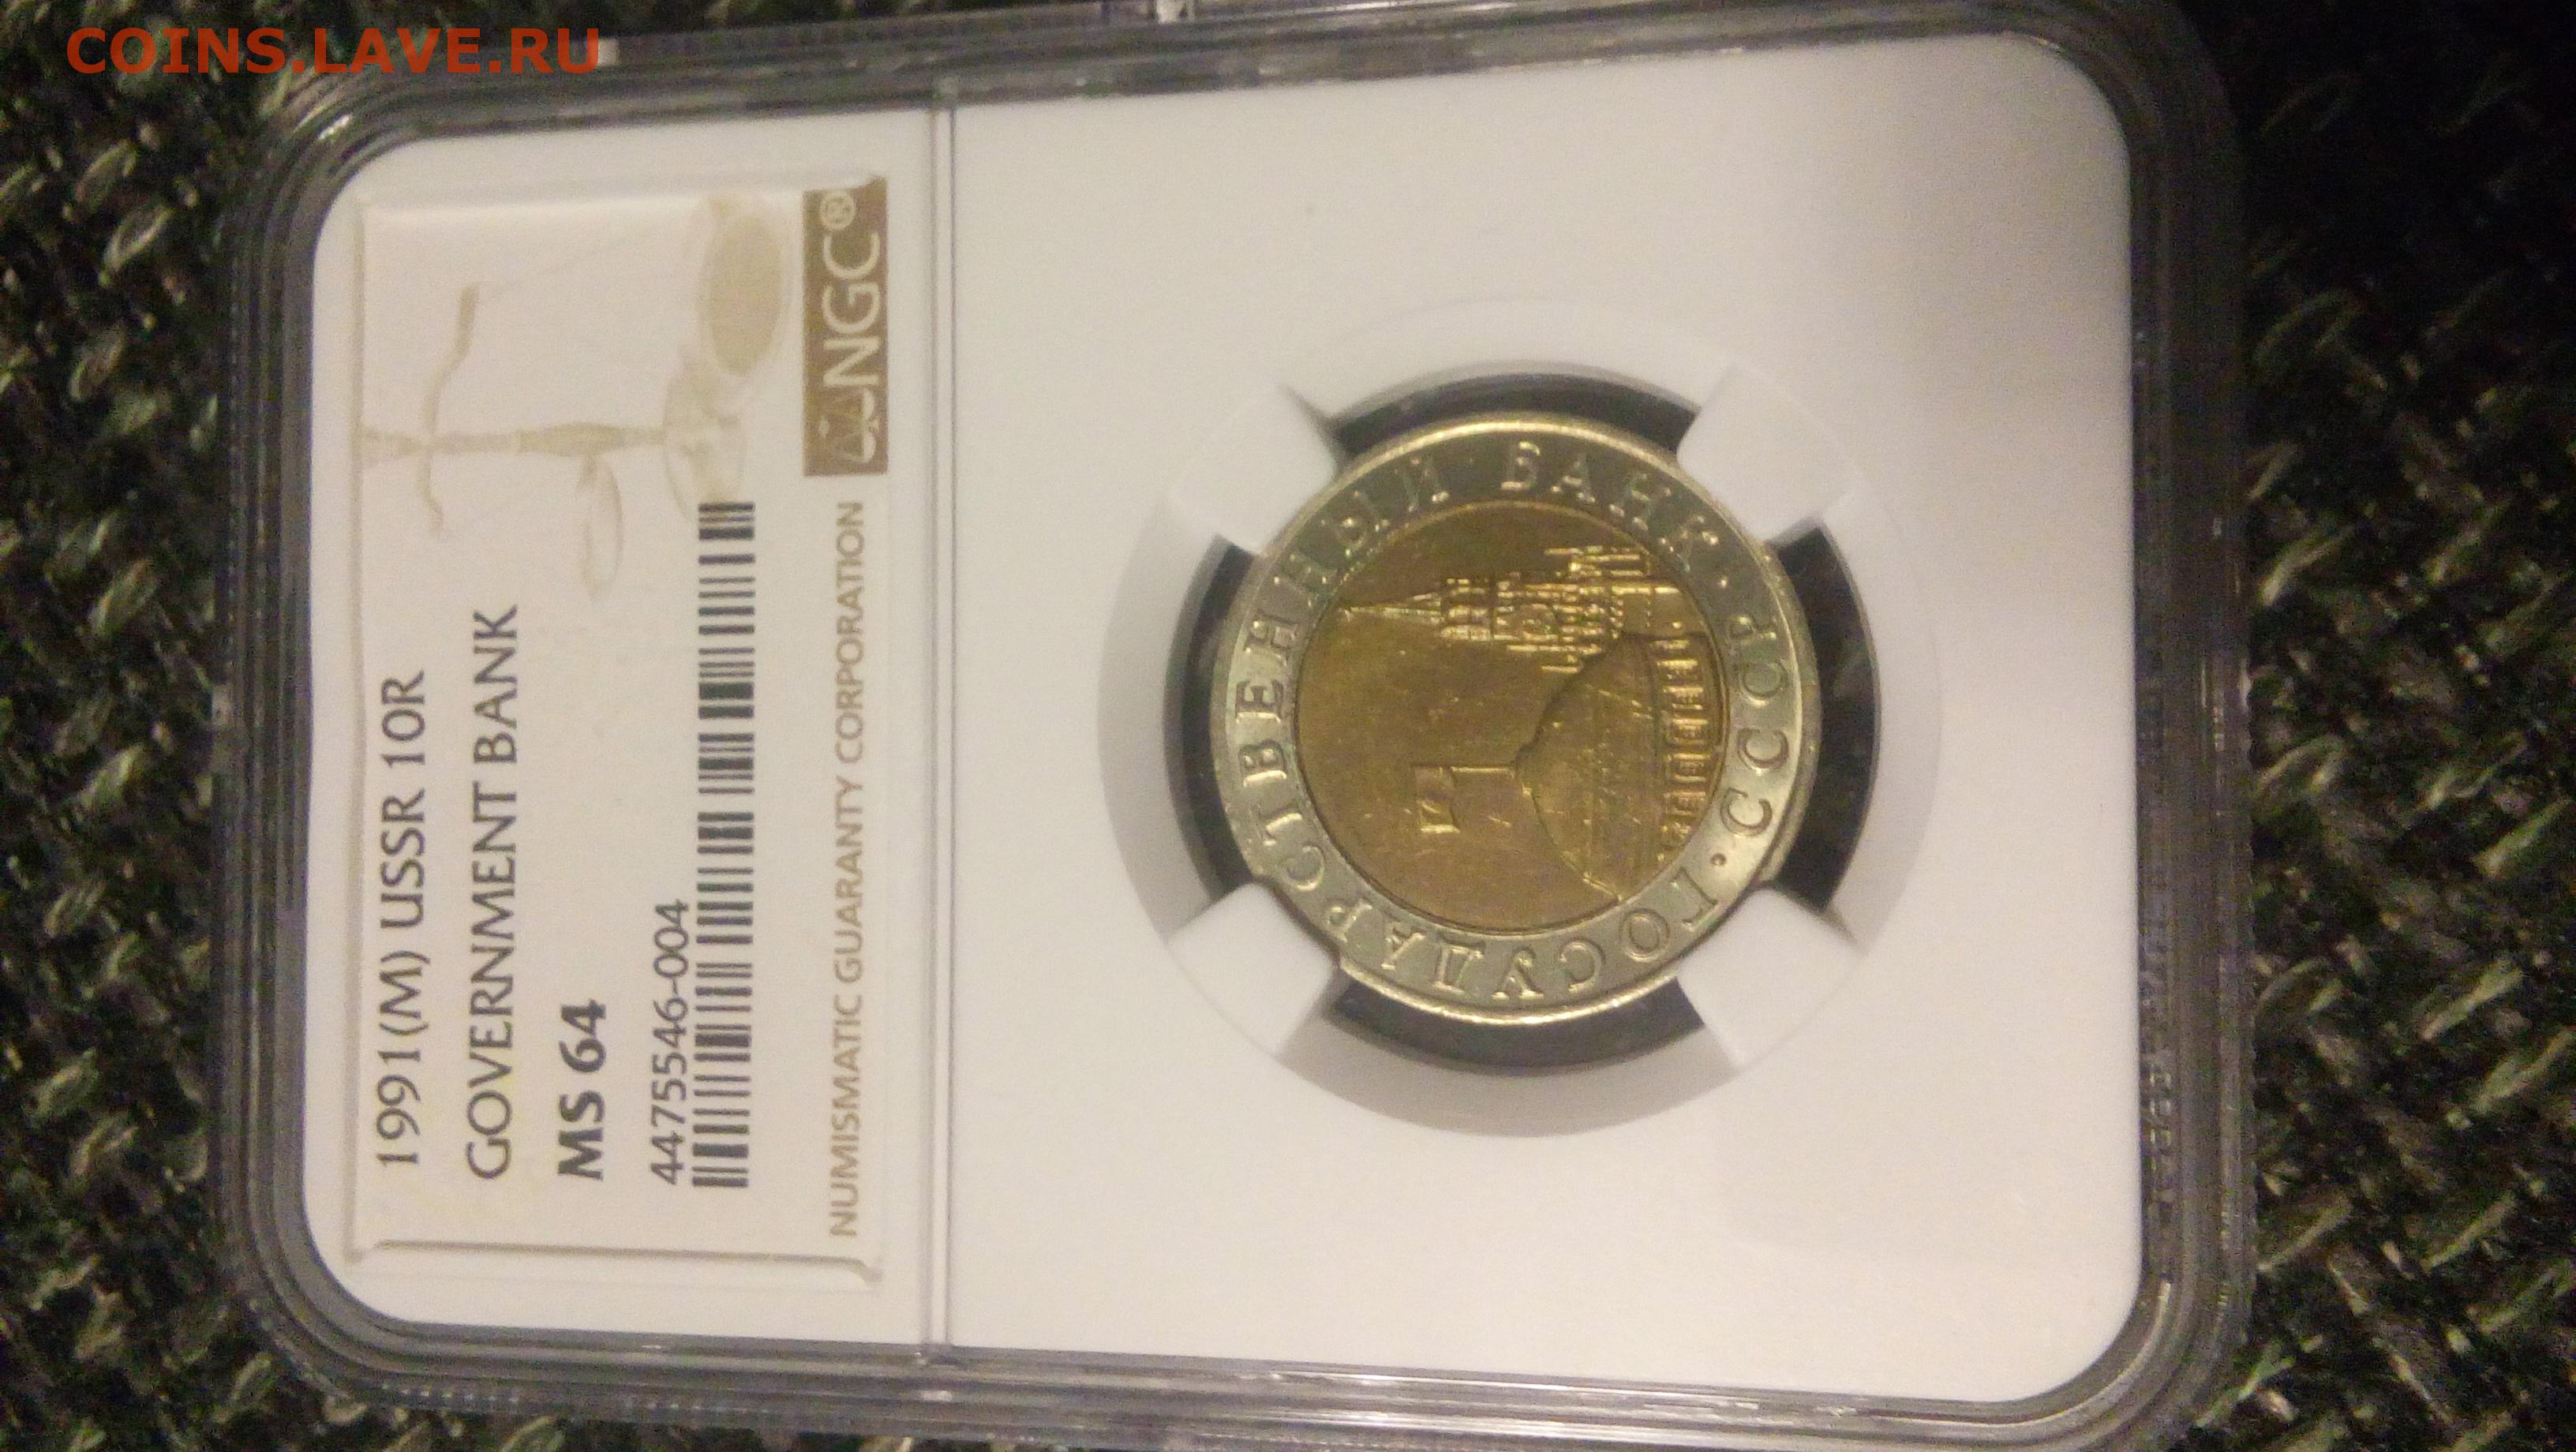 COINS.LAVE.RU
1991(M) USSR 10R
GOVERNMENT BANK
MS 64
4475546-004
NGC®
NUMISMATIC GUARANTY CORPORATION
· ГОСУДАРСТВЕННЫЙ БАНК · СССР